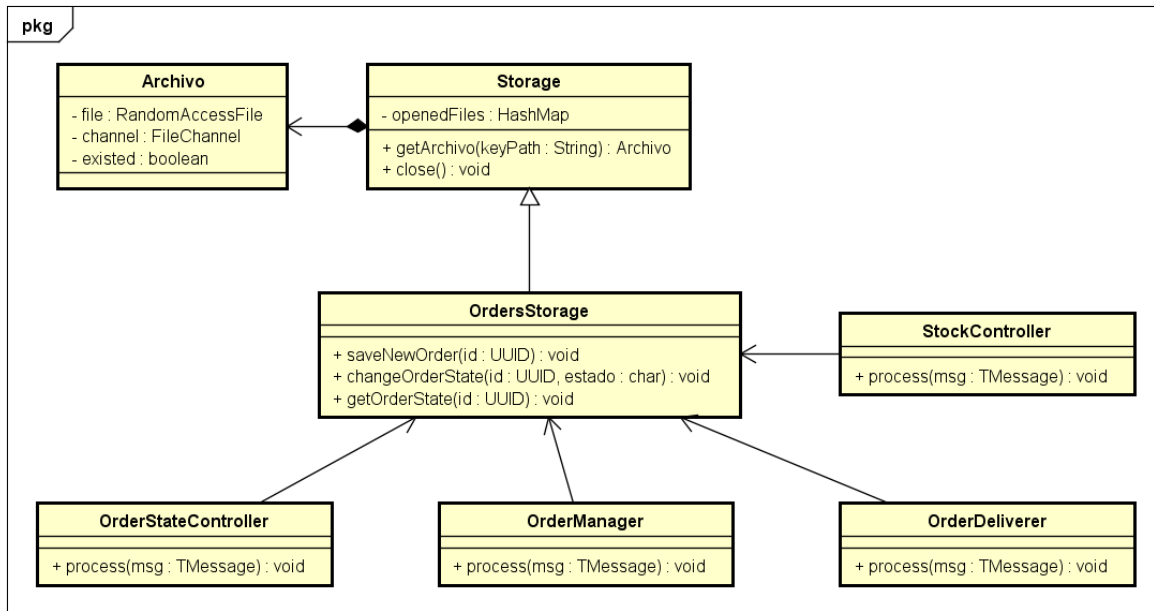 pkg
Archivo
- file : RandomAccessFile
- channel : FileChannel
- existed : boolean
Storage
- openedFiles : HashMap
+ getArchivo(keyPath : String) : Archivo
+ close() : void
OrdersStorage
+ saveNewOrder(id : UUID) : void
+ changeOrderState(id : UUID, estado : char) : void
+ getOrderState(id : UUID) : void
StockController
+ process(msg : TMessage) : void
OrderStateController
+ process(msg : TMessage) : void
OrderManager
+ process(msg : TMessage) : void
OrderDeliverer
+ process(msg : TMessage) : void